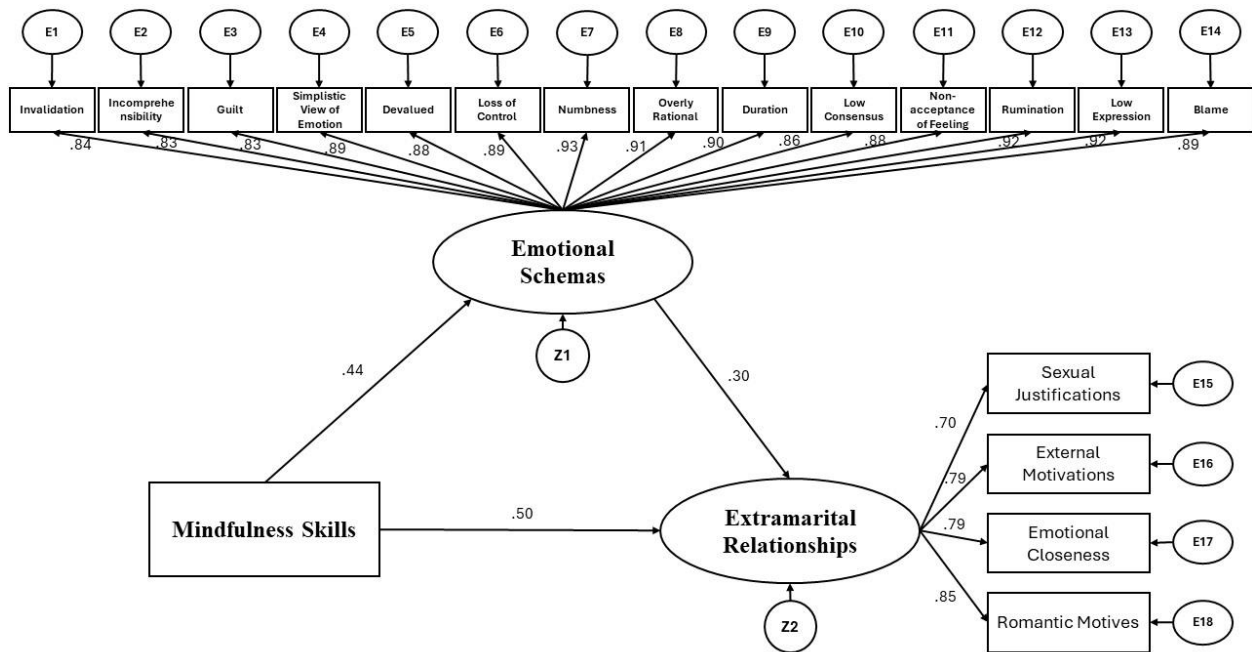 E1 E2 E3 E4 E5 E6 E7 E8 E9 E10 E11 E12 E13 E14
Invalidation
Incomprehe
nsibility
Guilt
Simplistic
View of
Emotion
Devalued
Loss of
Control
Numbness
Overly
Rational
Duration
Low
Consensus
Non-
acceptance
of Feeling
Rumination
Low
Expression
Blame
.84 .83 .83 .89 .88 .89 .93 .91 .90 .86 .88 .92 .92 .89
Emotional
Schemas
Z1
.44
.30
Mindfulness Skills
.50
Extramarital
Relationships
Z2
.70
.79
.79
.85
Sexual
Justifications
E15
External
Motivations
E16
Emotional
Closeness
E17
Romantic Motives
E18